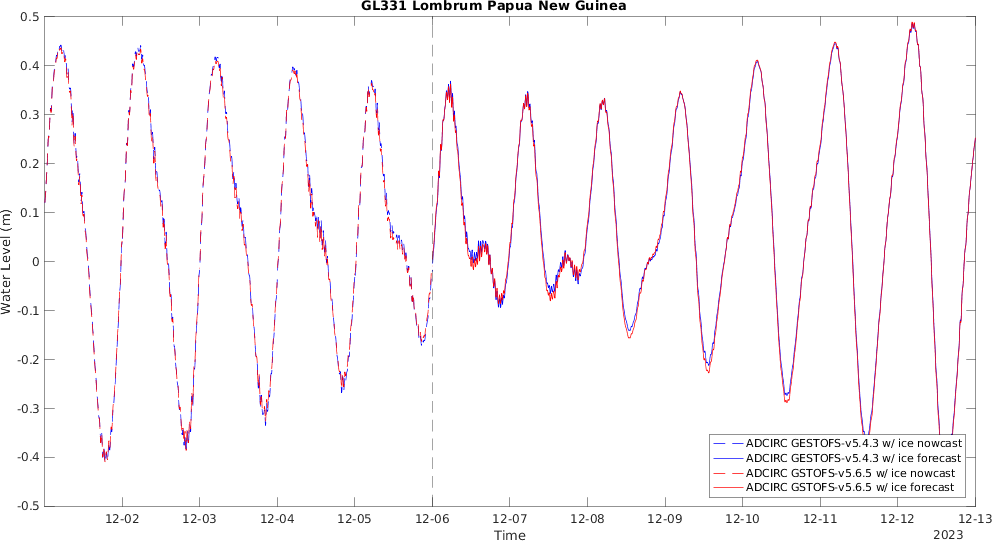 GL331 Lombrum Papua New Guinea
Water Level (m)
0.5
0.4
0.3
0.2
0.1
0
-0.1
-0.2
-0.3
-0.4
-0.5
ADCIRC GESTOFS-v5.4.3 w/ ice nowcast
ADCIRC GESTOFS-v5.4.3 w/ ice forecast
ADCIRC GSTOFS-v5.6.5 w/ ice nowcast
ADCIRC GSTOFS-v5.6.5 w/ ice forecast
12-02 12-03 12-04 12-05 12-06 12-07 12-08 12-09 12-10 12-11 12-12 12-13
Time
2023